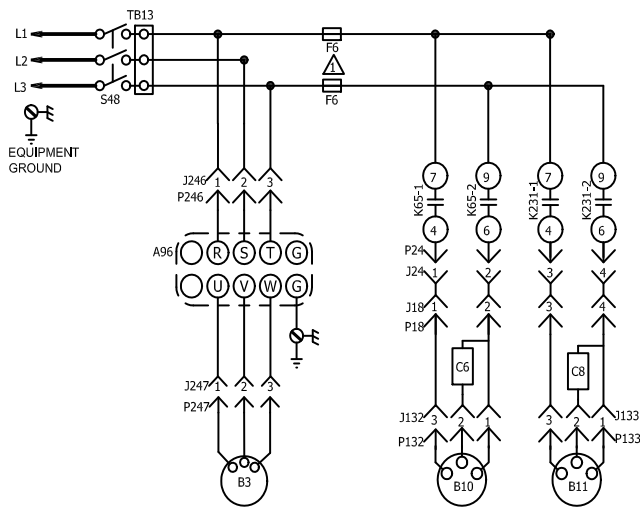 TB13
L1
L2
L3
S48
F6
1
F6
EQUIPMENT
GROUND
J246 1 2 3
P246
A96 R S T G
U V W G
J247 1 2 3
P247
B3
7 9 7 9
K65-1 K65-2 K231-1 K231-2
4 6 4 6
P24
J24 1 2 3 4
J18 1 2 3 4
P18
C6 C8
J132 3 2 1 3 2 1 J133
P132 P133
B10 B11